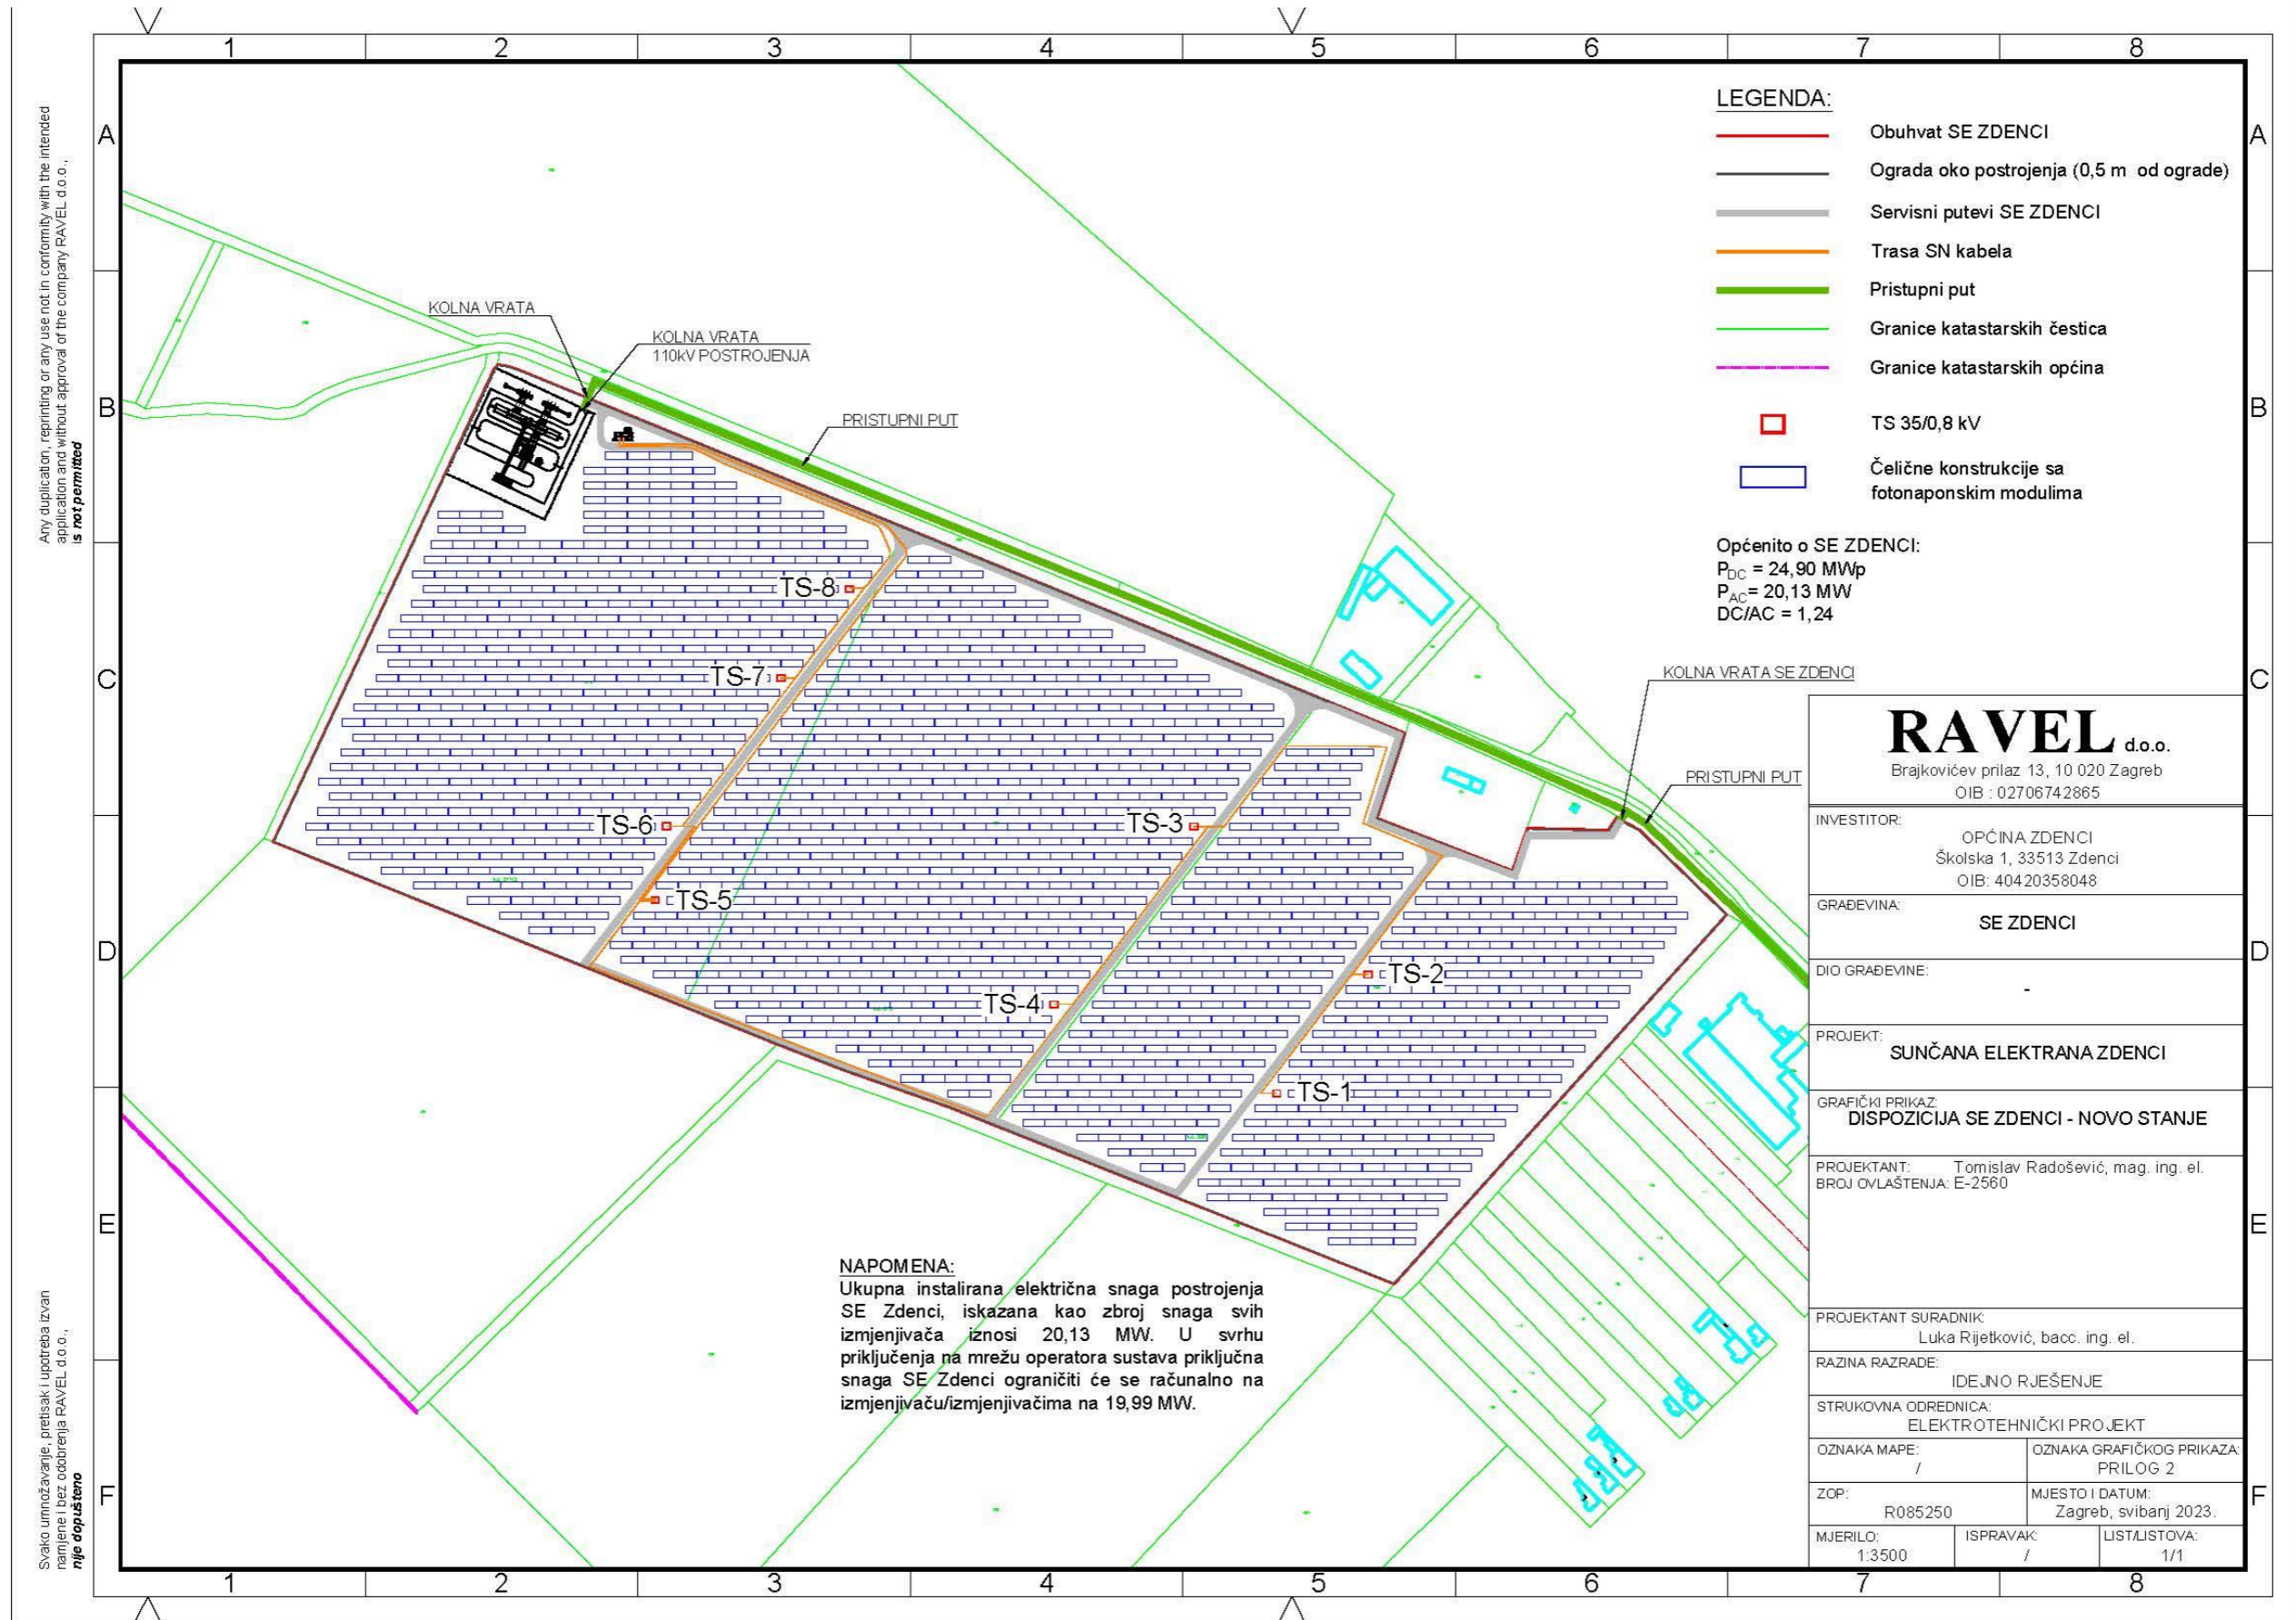 1 2 3 4 5 6 7 8
A
B
C
D
E
F
A
B
C
D
E
F
1 2 3 4 5 6 7 8
Any duplication, reprinting or any use not in conformity with the intended
application and without approval of the company RAVEL d.o.o.,
is not permitted
Svako umnožavanje, pretisak i upotreba izvan
namjene i bez odobrenja RAVEL d.o.o.,
nije dopušteno
KOLNA VRATA
KOLNA VRATA
110kV POSTROJENJA
PRISTUPNI PUT
TS-8
TS-7
TS-6
TS-5
TS-3
TS-4
TS-2
TS-1
KOLNA VRATA SE ZDENCI
PRISTUPNI PUT
LEGENDA:
Obuhvat SE ZDENCI
Ograda oko postrojenja (0,5 m od ograde)
Servisni putevi SE ZDENCI
Trasa SN kabela
Pristupni put
Granice katastarskih čestica
Granice katastarskih općina
TS 35/0,8 kV
Čelične konstrukcije sa
fotonaponskim modulima
Općenito o SE ZDENCI:
PDC = 24,90 MWp
PAC= 20,13 MW
DC/AC = 1,24
NAPOMENA:
Ukupna instalirana električna snaga postrojenja
SE Zdenci, iskazana kao zbroj snaga svih
izmjenjivača iznosi 20,13 MW. U svrhu
priključenja na mrežu operatora sustava priključna
snaga SE Zdenci ograničiti će se računalno na
izmjenjivaču/izmjenjivačima na 19,99 MW.
RAVEL d.o.o.
Brajkovićev prilaz 13, 10 020 Zagreb
OIB : 02706742865
INVESTITOR:
OPĆINA ZDENCI
Školska 1, 33513 Zdenci
OIB: 40420358048
GRAĐEVINA:
SE ZDENCI
DIO GRAĐEVINE:
-
PROJEKT:
SUNČANA ELEKTRANA ZDENCI
GRAFIČKI PRIKAZ:
DISPOZICIJA SE ZDENCI - NOVO STANJE
PROJEKTANT: Tomislav Radošević, mag. ing. el.
BROJ OVLAŠTENJA: E-2560
PROJEKTANT SURADNIK:
Luka Rijetković, bacc. ing. el.
RAZINA RAZRADE:
IDEJNO RJEŠENJE
STRUKOVNA ODREDNICA:
ELEKTROTEHNIČKI PROJEKT
OZNAKA MAPE: OZNAKA GRAFIČKOG PRIKAZA:
/ PRILOG 2
ZOP: MJESTO I DATUM:
R085250 Zagreb, svibanj 2023.
MJERILO: ISPRAVAK: LIST/LISTOVA:
1:3500 / 1/1